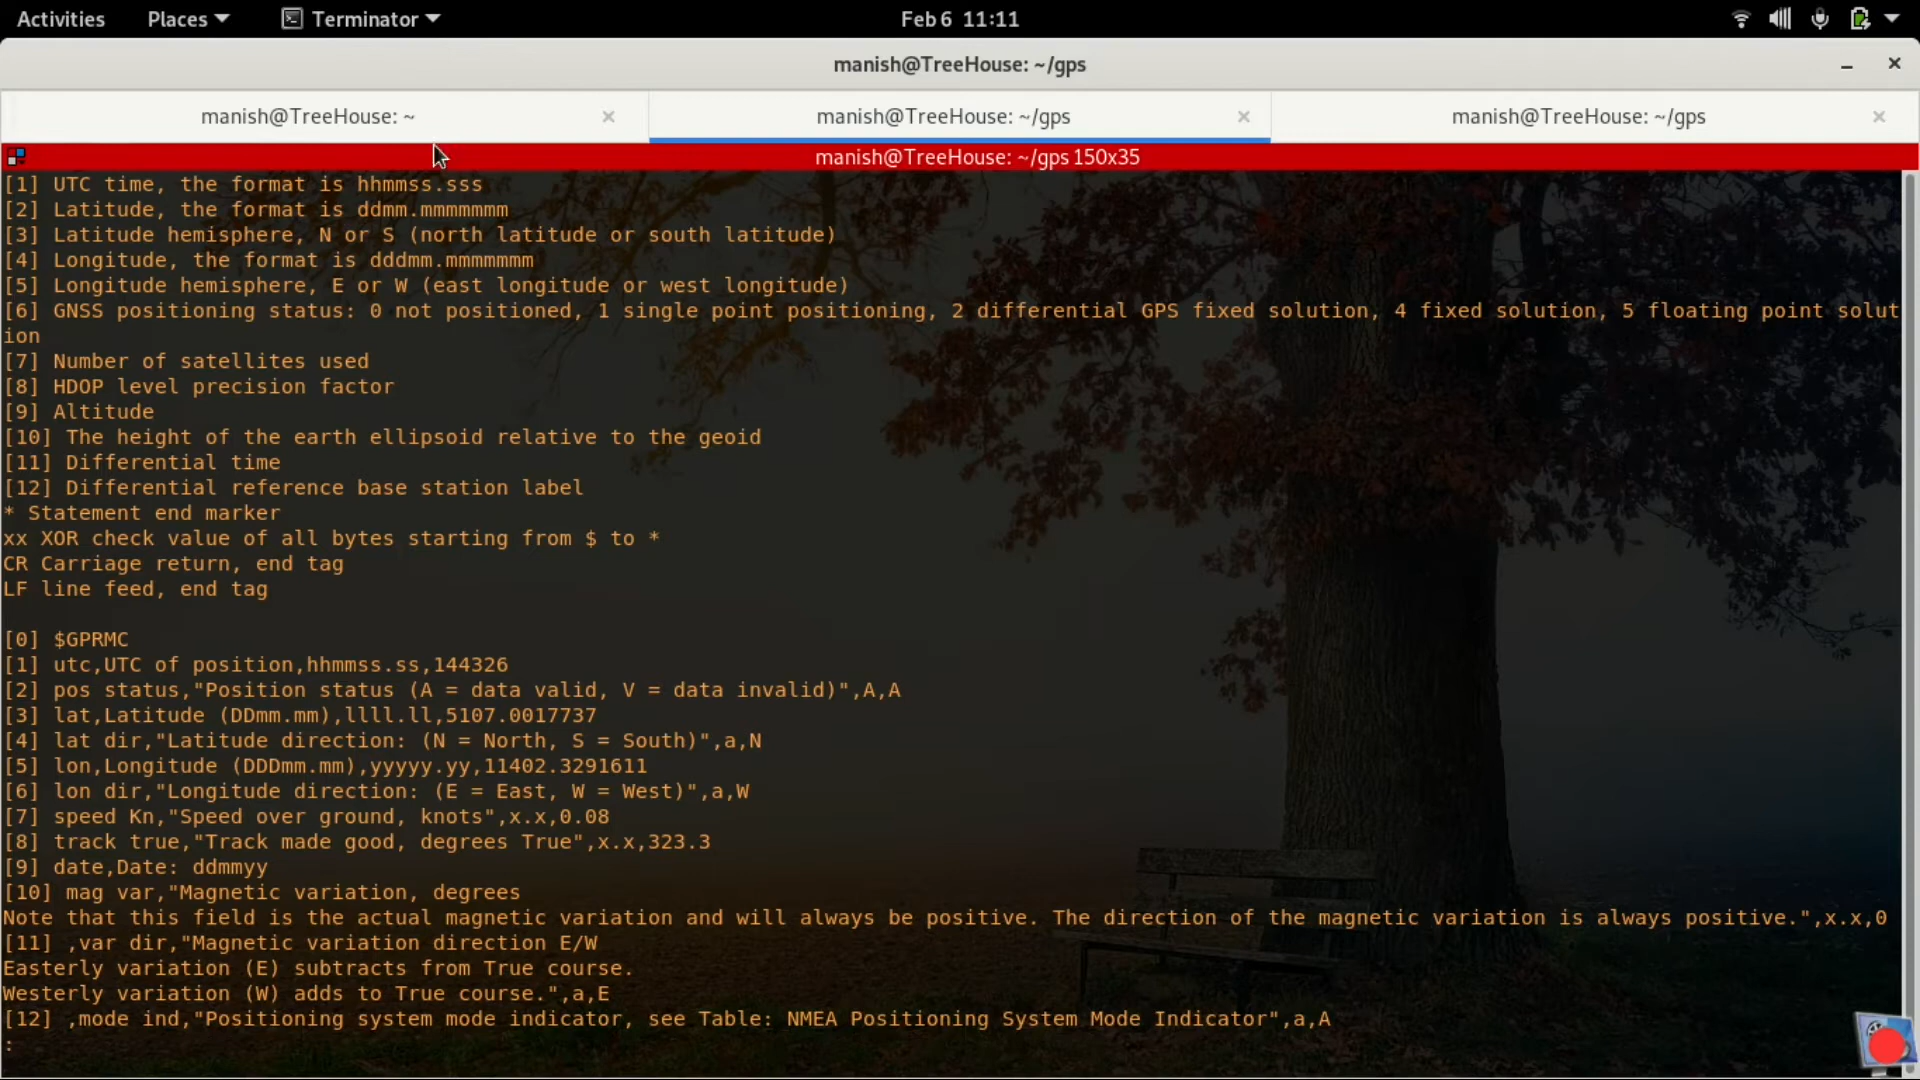 Activities Places Terminator Feb 6 11:11
manish@TreeHouse: ~/gps
manish@TreeHouse: ~ manish@TreeHouse: ~/gps manish@TreeHouse: ~/gps
manish@TreeHouse: ~/gps 150x35
[1] UTC time, the format is hhmmss.sss
[2] Latitude, the format is ddmm.mmmmmmm
[3] Latitude hemisphere, N or S (north latitude or south latitude)
[4] Longitude, the format is dddmm.mmmmmmm
[5] Longitude hemisphere, E or W (east longitude or west longitude)
[6] GNSS positioning status: 0 not positioned, 1 single point positioning, 2 differential GPS fixed solution, 4 fixed solution, 5 floating point solut
ion
[7] Number of satellites used
[8] HDOP level precision factor
[9] Altitude
[10] The height of the earth ellipsoid relative to the geoid
[11] Differential time
[12] Differential reference base station label
* Statement end marker
xx XOR check value of all bytes starting from $ to *
CR Carriage return, end tag
LF line feed, end tag
[0] $GPRMC
[1] utc,UTC of position,hhmmss.ss,144326
[2] pos status,"Position status (A = data valid, V = data invalid)",A,A
[3] lat,Latitude (DDmm.mm),llll.ll,5107.0017737
[4] lat dir,"Latitude direction: (N = North, S = South)",a,N
[5] lon,Longitude (DDDmm.mm),yyyyy.yy,11402.3291611
[6] lon dir,"Longitude direction: (E = East, W = West)",a,W
[7] speed Kn,"Speed over ground, knots",x.x,0.08
[8] track true,"Track made good, degrees True",x.x,323.3
[9] date,Date: ddmmyy
[10] mag var,"Magnetic variation, degrees
Note that this field is the actual magnetic variation and will always be positive. The direction of the magnetic variation is always positive.",x.x,0
[11] ,var dir,"Magnetic variation direction E/W
Easterly variation (E) subtracts from True course.
Westerly variation (W) adds to True course.",a,E
[12] ,mode ind,"Positioning system mode indicator, see Table: NMEA Positioning System Mode Indicator",a,A
: